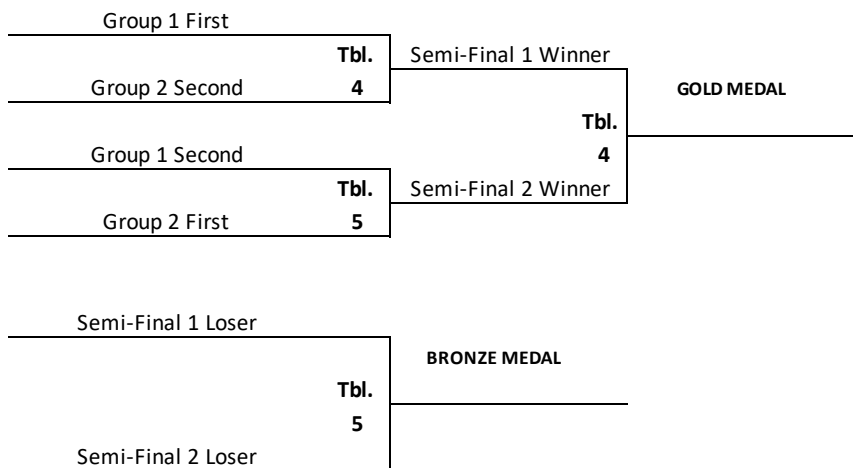 Group 1 First
Tbl. Semi-Final 1 Winner
Group 2 Second 4 GOLD MEDAL
Tbl.
Group 1 Second 4
Tbl. Semi-Final 2 Winner
Group 2 First 5
Semi-Final 1 Loser
BRONZE MEDAL
Tbl.
5
Semi-Final 2 Loser